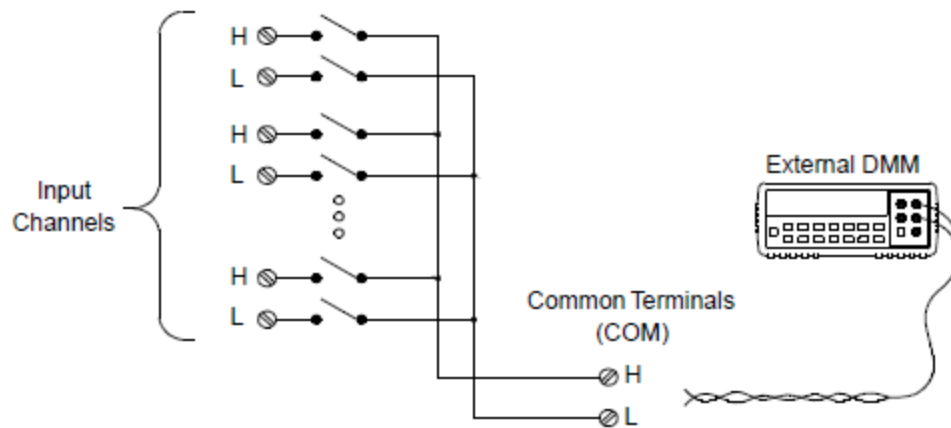 H
L
H
L
Input
Channels
H
L
External DMM
Common Terminals
(COM)
H
L